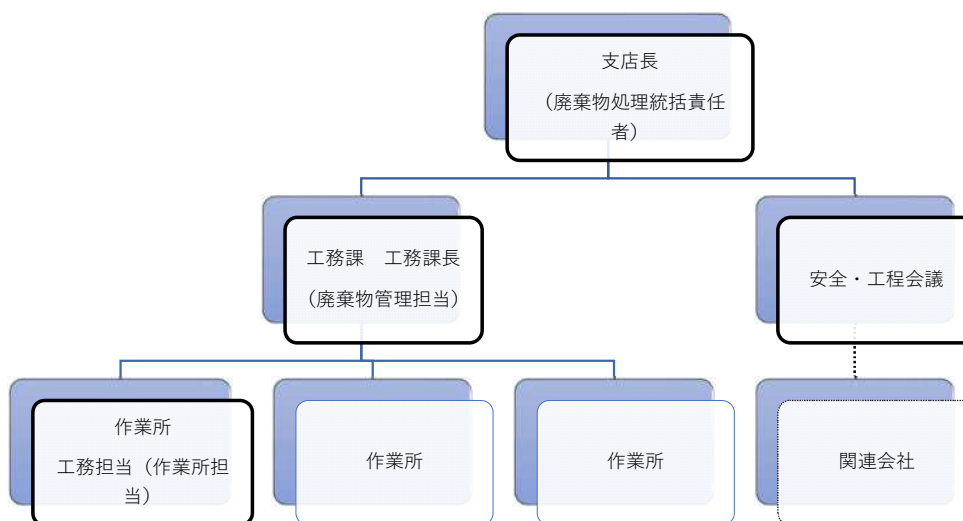 支店長
（廃棄物処理統括責任
者）
工務課　工務課長
（廃棄物管理担当）
安全・工程会議
作業所
工務担当（作業所担
当）
作業所
作業所
関連会社